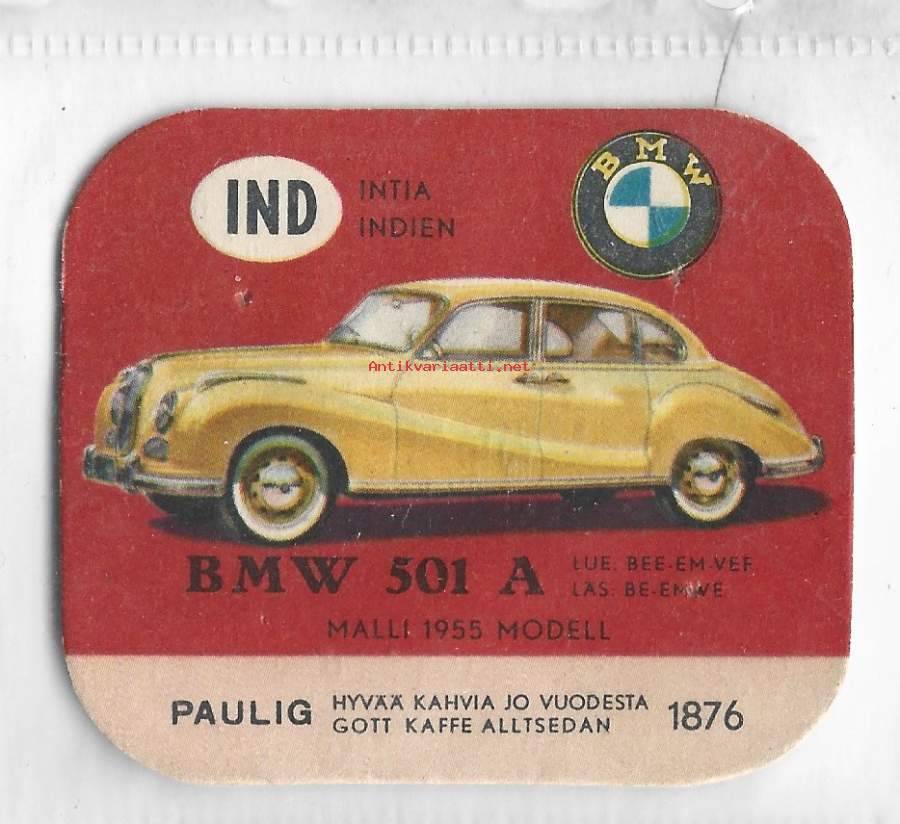 IND
INTIA
INDIEN
BMW
Antikvariaatti.net
BMW 501 A
LUE: BEE-EM-VEE
LÄS: BE-EM-VE
MALLI 1955 MODELL
PAULIG
HYVÄÄ KAHVIA JO VUODESTA
GOTT KAFFE ALLTSEDAN
1876